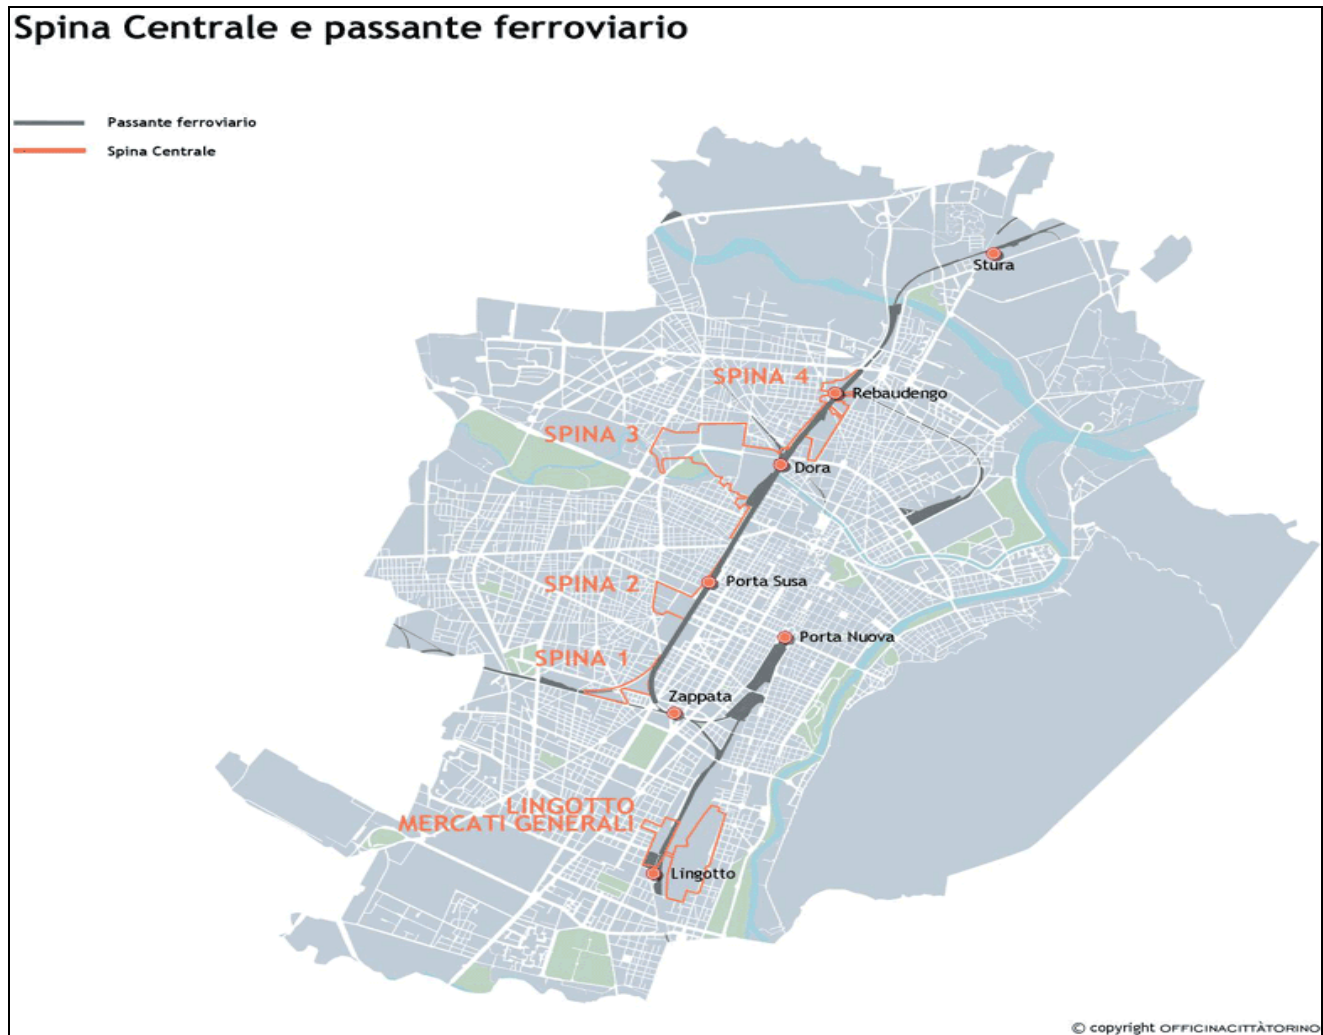 Spina Centrale e passante ferroviario
Passante ferroviario
Spina Centrale
Stura
SPINA 4
Rebaudengo
SPINA 3
Dora
SPINA 2
Porta Susa
Porta Nuova
SPINA 1
Zappata
LINGOTTO
MERCATI GENERALI
Lingotto
© copyright OFFICINACITTÀTORINO